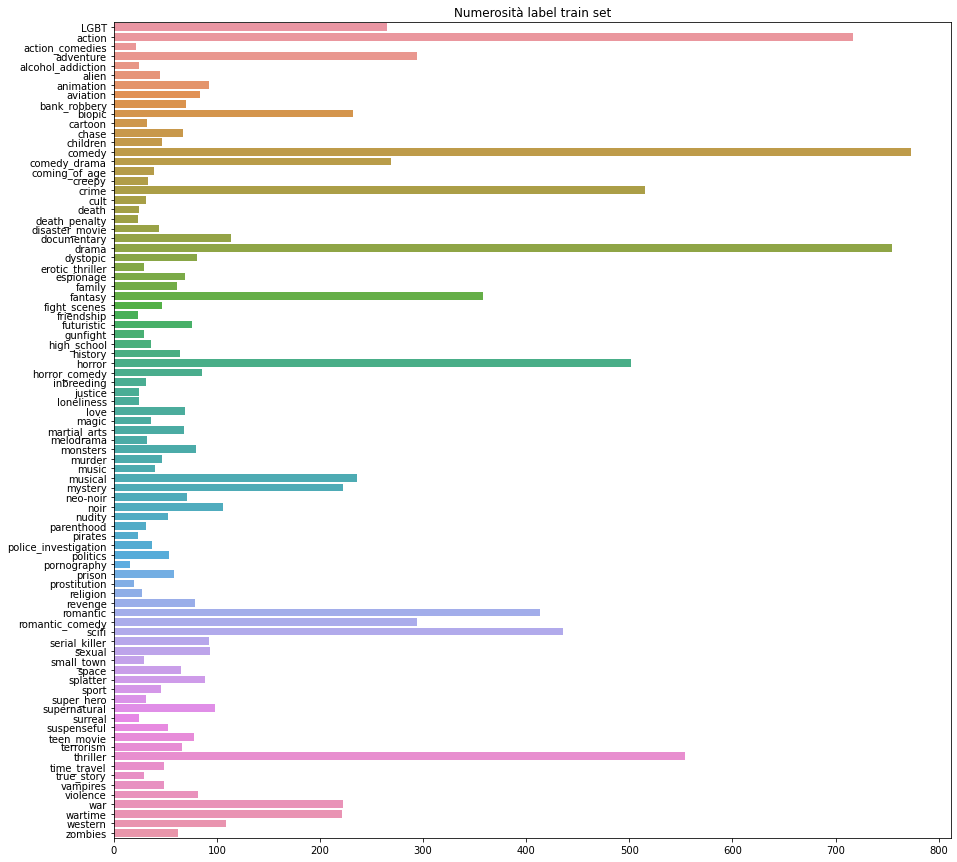 Numerosità label train set
LGBT
action
action_comedies
adventure
alcohol_addiction
alien
animation
aviation
bank_robbery
biopic
cartoon
chase
children
comedy
comedy_drama
coming_of_age
creepy
crime
cult
death
death_penalty
disaster_movie
documentary
drama
dystopic
erotic_thriller
espionage
family
fantasy
fight_scenes
friendship
futuristic
gunfight
high_school
history
horror
horror_comedy
inbreeding
justice
loneliness
love
magic
martial_arts
melodrama
monsters
murder
music
musical
mystery
neo-noir
noir
nudity
parenthood
pirates
police_investigation
politics
pornography
prison
prostitution
religion
revenge
romantic
romantic_comedy
scifi
serial_killer
sexual
small_town
space
splatter
sport
super_hero
supernatural
surreal
suspenseful
teen_movie
terrorism
thriller
time_travel
true_story
vampires
violence
war
wartime
western
zombies
0 100 200 300 400 500 600 700 800